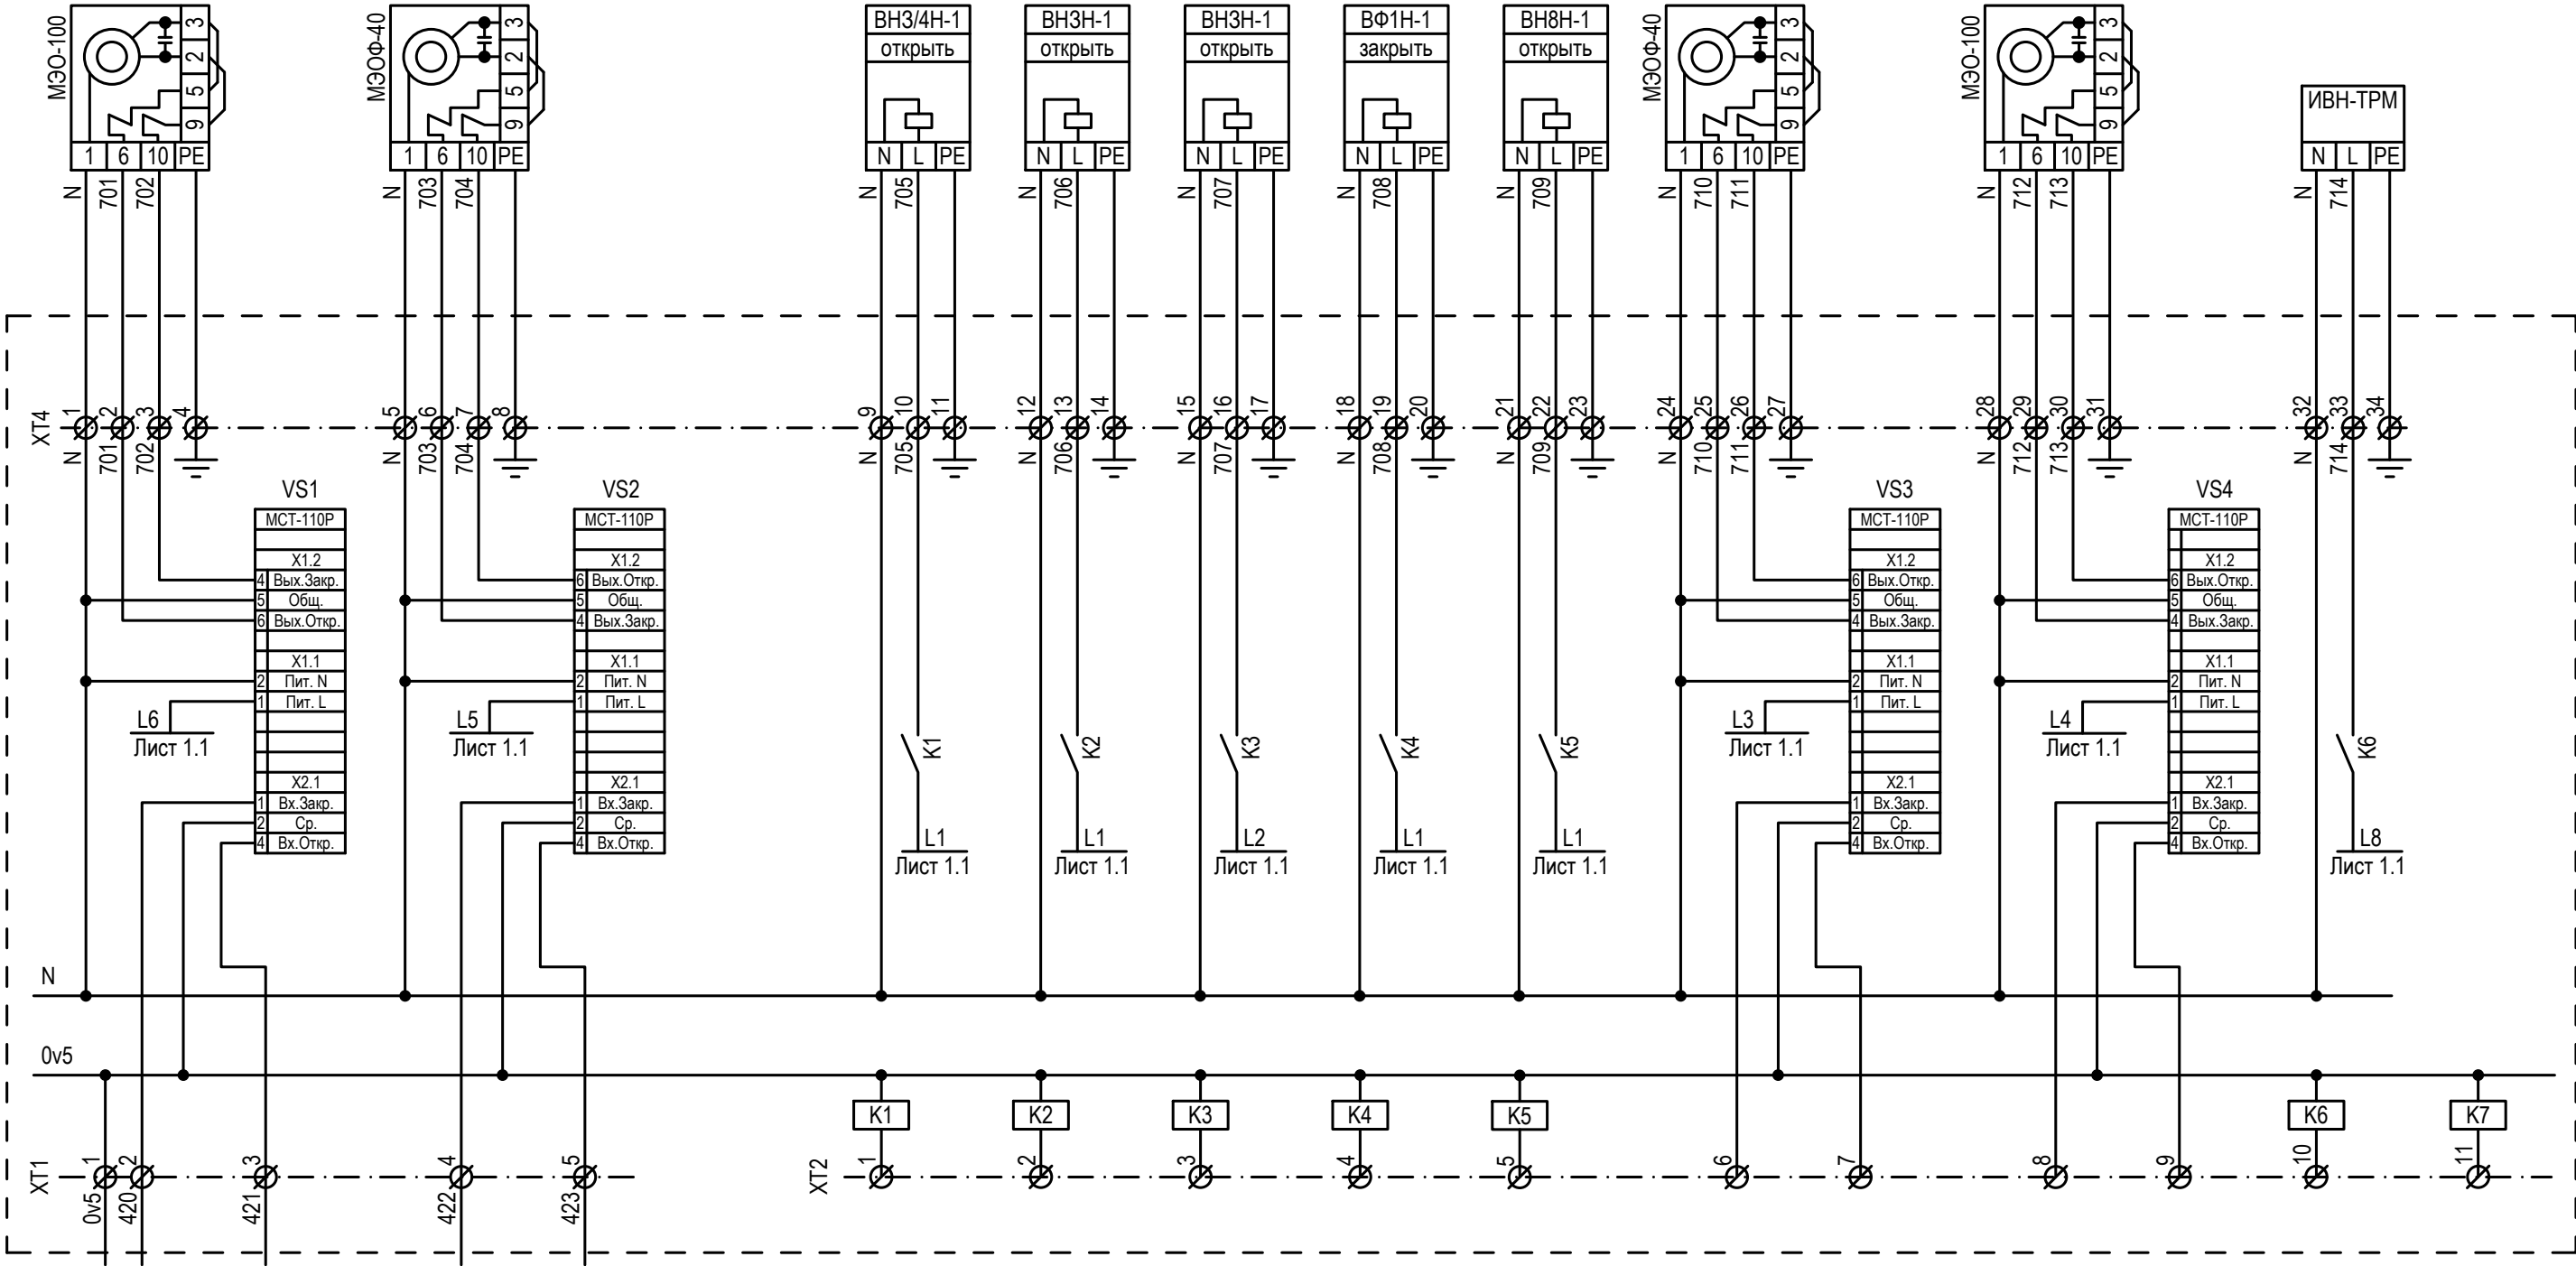 МЭО-100
3
2
5
9
1 6 10 PE
МЭОФ-40
3
2
5
9
1 6 10 PE
ВН3/4Н-1
открыть
N L PE
ВН3Н-1
открыть
N L PE
ВН3Н-1
открыть
N L PE
ВФ1Н-1
закрыть
N L PE
ВН8Н-1
открыть
N L PE
МЭОФ-40
3
2
5
9
1 6 10 PE
МЭО-100
3
2
5
9
1 6 10 PE
ИВН-ТРМ
N L PE
N 701 702 N 703 704 N 705 N 706 N 707 N 708 N 709 N 710 711 N 712 713 N 714
XT4 1 2 3 4 5 6 7 8 9 10 11 12 13 14 15 16 17 18 19 20 21 22 23 24 25 26 27 28 29 30 31 32 33 34
N 701 702 N 703 704 N 705 N 706 N 707 N 708 N 709 N 710 711 N 712 713 N 714
VS1
МСТ-110Р
X1.2
4 Вых.Закр.
5 Общ.
6 Вых.Откр.
X1.1
2 Пит. N
1 Пит. L
X2.1
1 Вх.Закр.
2 Ср.
4 Вх.Откр.
L6
Лист 1.1
VS2
МСТ-110Р
X1.2
6 Вых.Откр.
5 Общ.
4 Вых.Закр.
X1.1
2 Пит. N
1 Пит. L
X2.1
1 Вх.Закр.
2 Ср.
4 Вх.Откр.
L5
Лист 1.1
K1
L1
Лист 1.1
K2
L1
Лист 1.1
K3
L2
Лист 1.1
K4
L1
Лист 1.1
K5
L1
Лист 1.1
VS3
МСТ-110Р
X1.2
6 Вых.Откр.
5 Общ.
4 Вых.Закр.
X1.1
2 Пит. N
1 Пит. L
X2.1
1 Вх.Закр.
2 Ср.
4 Вх.Откр.
L3
Лист 1.1
VS4
МСТ-110Р
X1.2
6 Вых.Откр.
5 Общ.
4 Вых.Закр.
X1.1
2 Пит. N
1 Пит. L
X2.1
1 Вх.Закр.
2 Ср.
4 Вх.Откр.
L4
Лист 1.1
K6
L8
Лист 1.1
N
0v5
K1 K2 K3 K4 K5 K6 K7
XT1 1 2 3 4 5
0v5 420 421 422 423
XT2 1 2 3 4 5 6 7 8 9 10 11